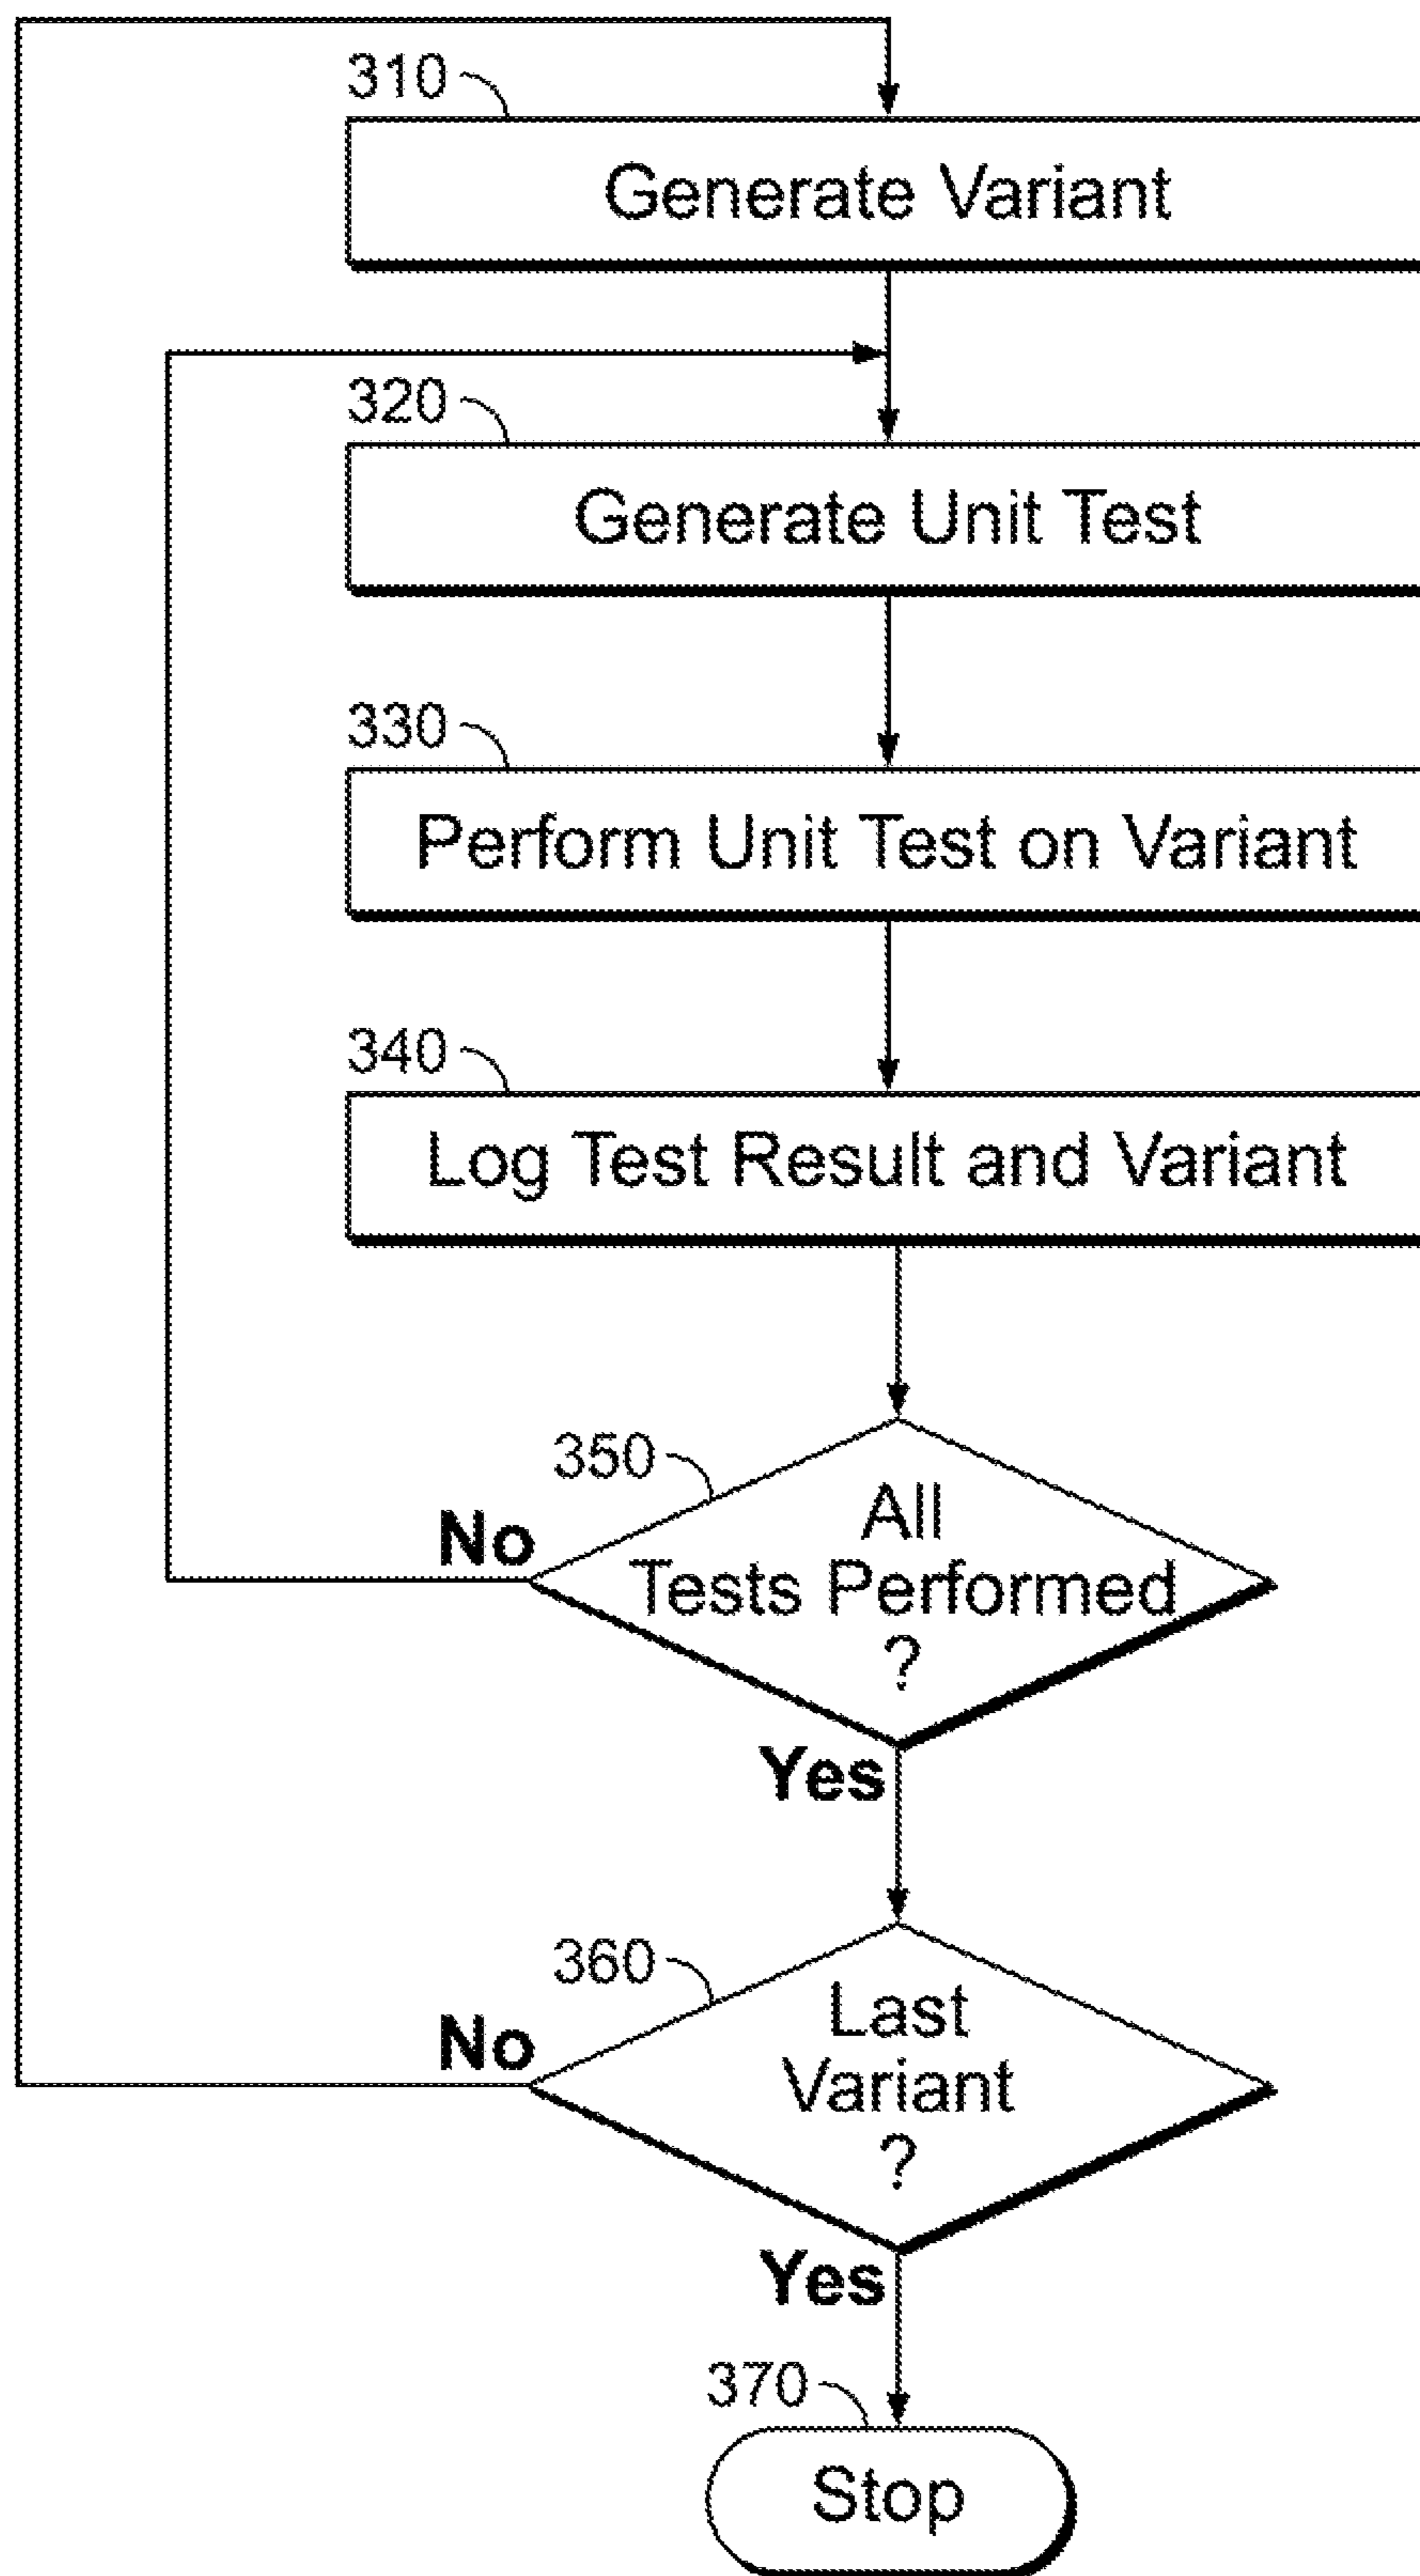 310
Generate Variant
320
Generate Unit Test
330
Perform Unit Test on Variant
340
Log Test Result and Variant
350
All
Tests Performed
?
No
Yes
360
Last
Variant
?
No
Yes
370
Stop